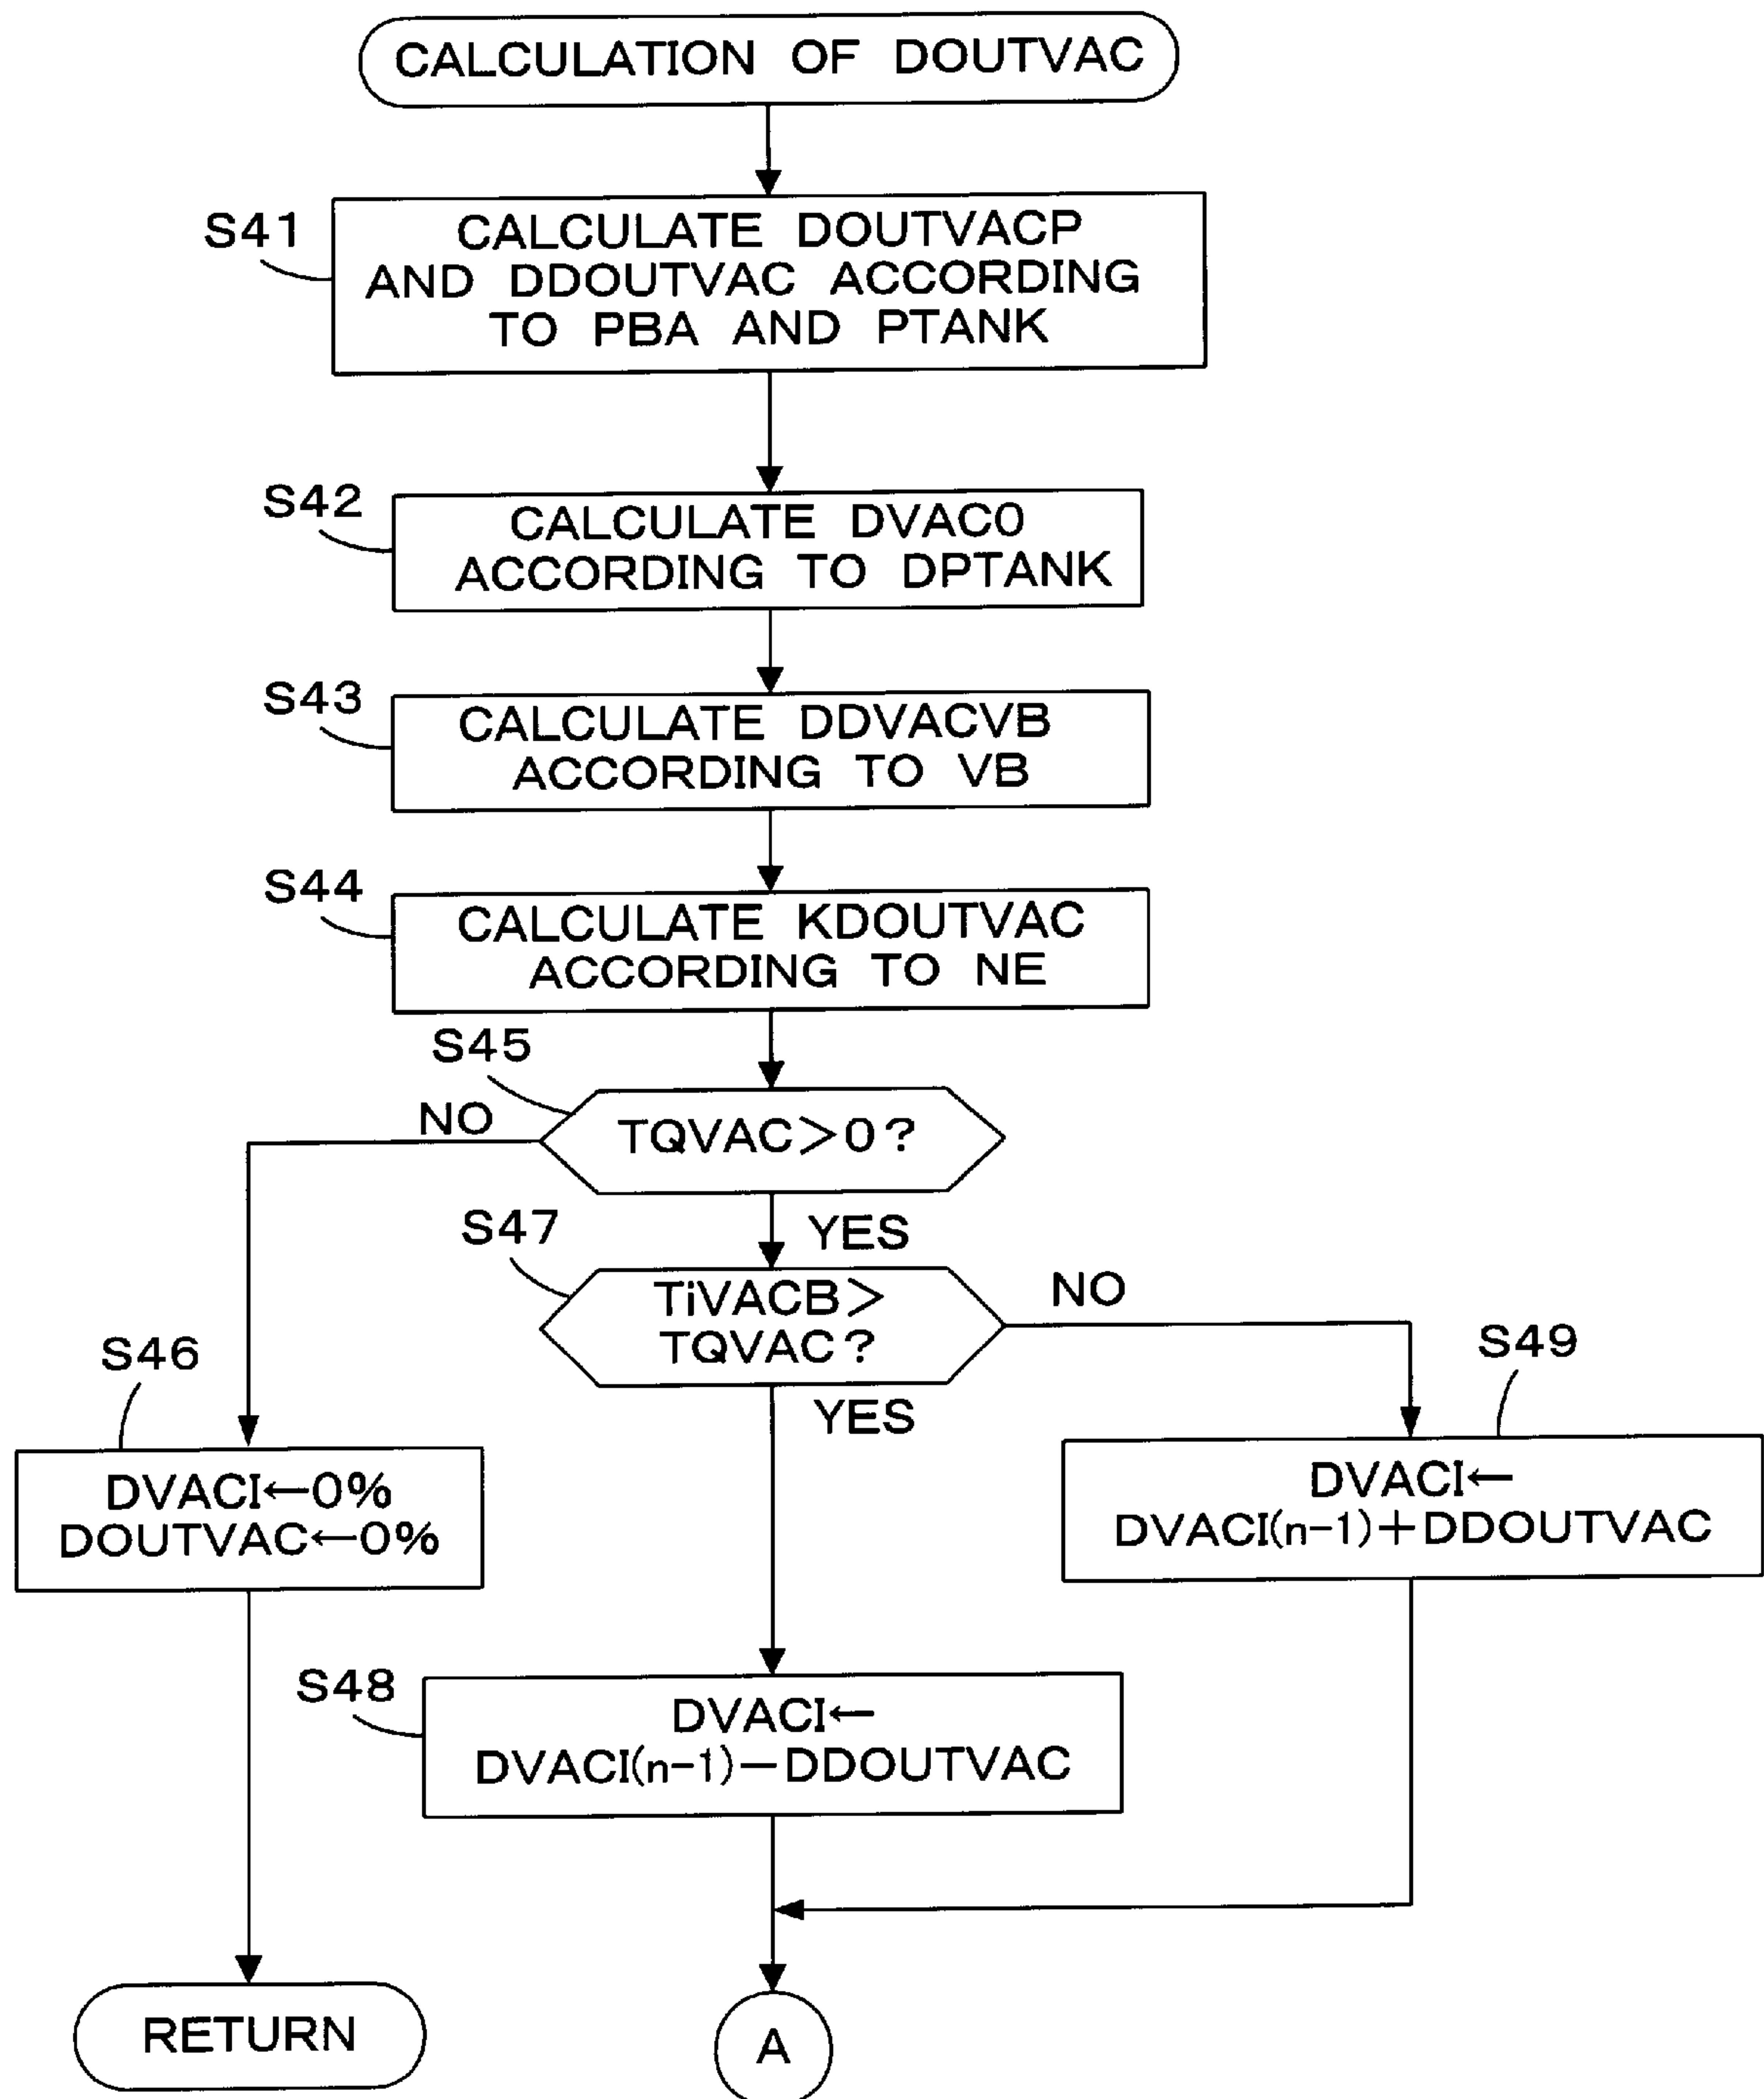 CALCULATION OF DOUTVAC
S41
CALCULATE DOUTVACP
AND DDOUTVAC ACCORDING
TO PBA AND PTANK
S42
CALCULATE DVAC0
ACCORDING TO DPTANK
S43
CALCULATE DDVACVB
ACCORDING TO VB
S44
CALCULATE KDOUTVAC
ACCORDING TO NE
S45
TQVAC>0?
NO
YES
S47
TiVACB>
TQVAC?
NO
YES
S46
DVACI←0%
DOUTVAC←0%
S49
DVACI←
DVACI(n-1)+DDOUTVAC
S48
DVACI←
DVACI(n-1)-DDOUTVAC
RETURN
A